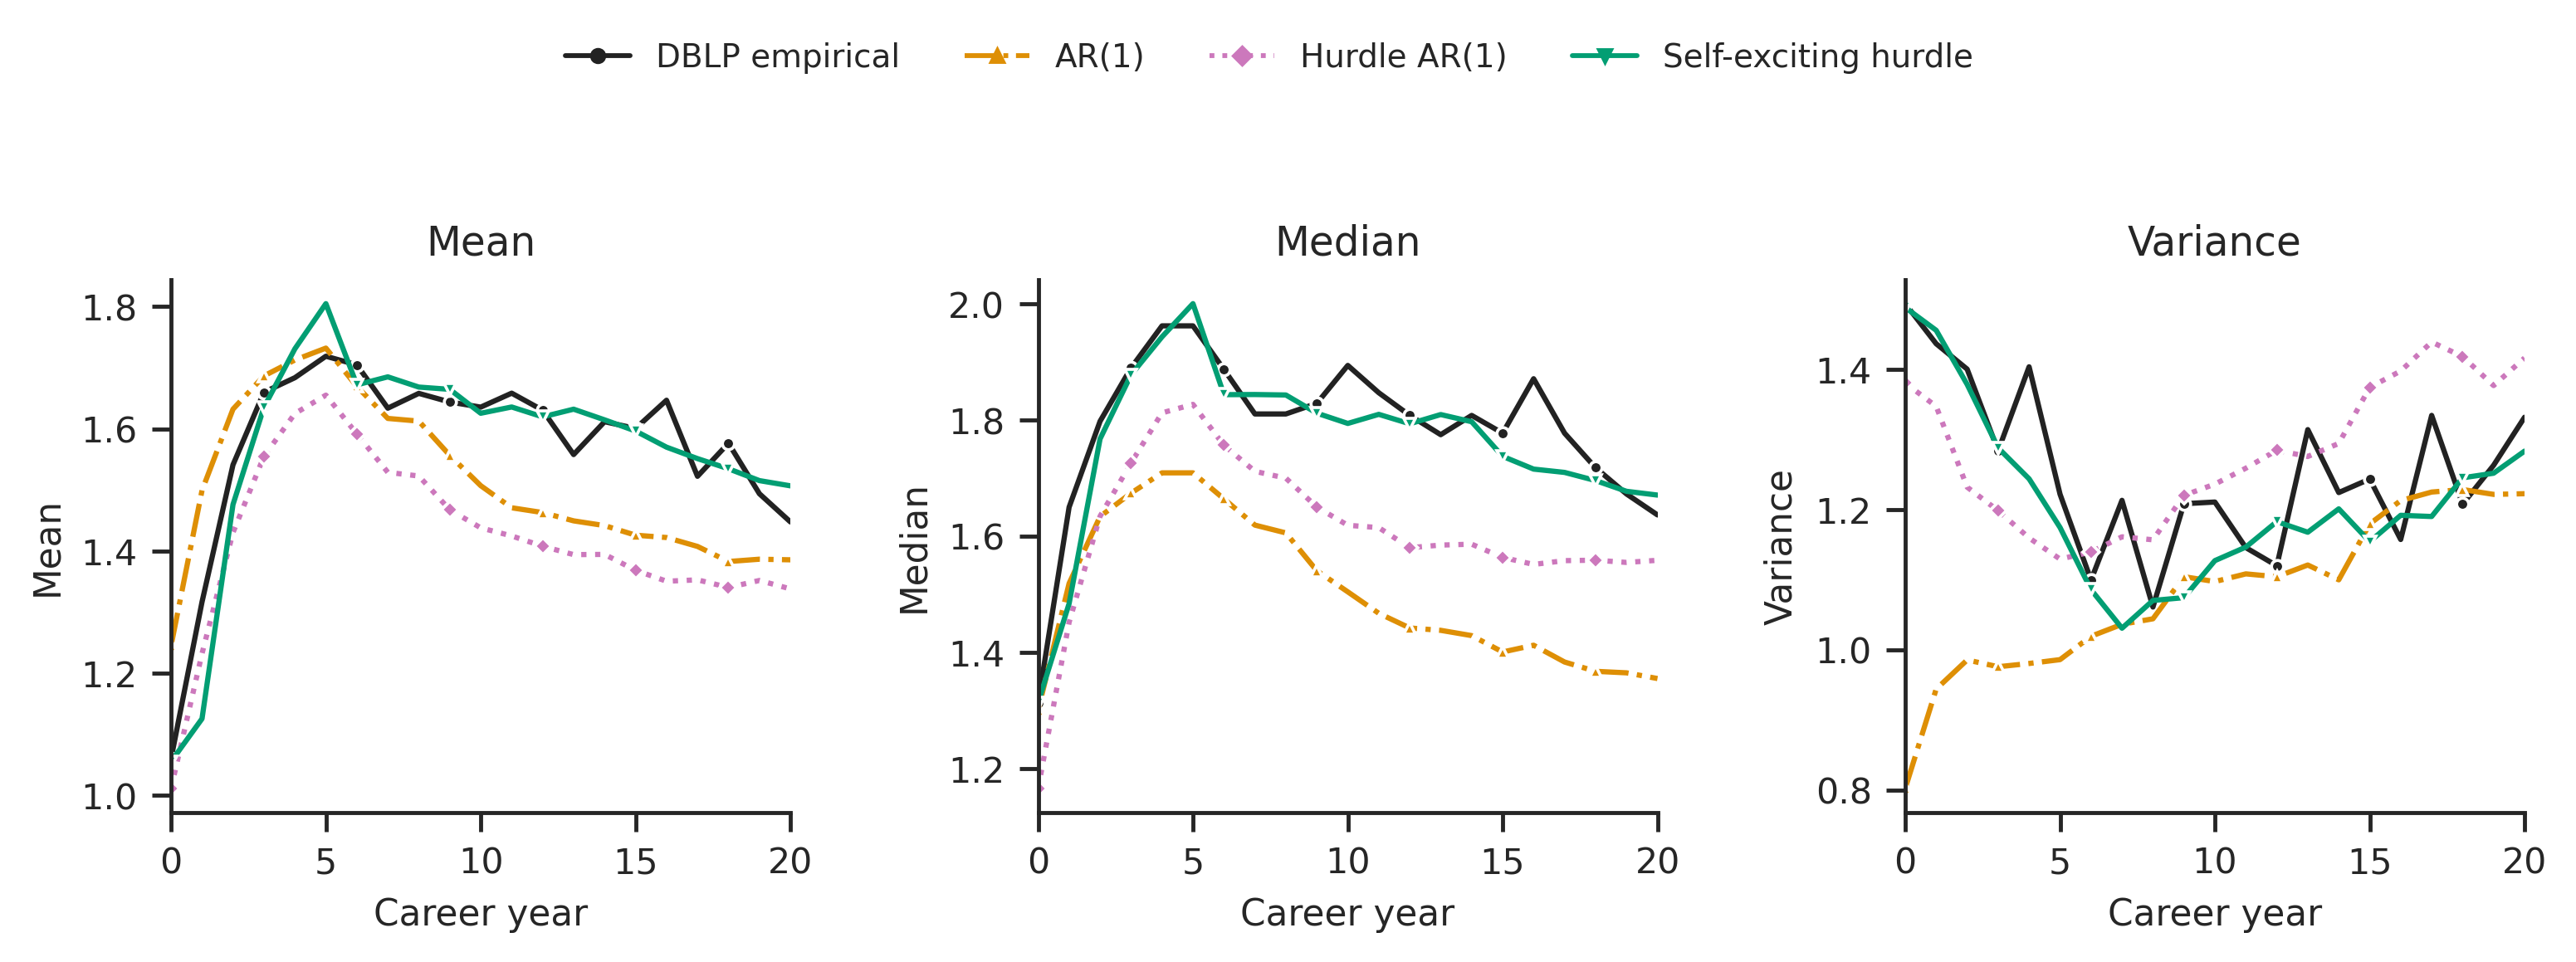 DBLP empirical AR(1) Hurdle AR(1) Self-exciting hurdle
Mean Median Variance
Mean
1.8
1.6
1.4
1.2
1.0
0 5 10 15 20
Career year
Median
2.0
1.8
1.6
1.4
1.2
0 5 10 15 20
Career year
Variance
1.4
1.2
1.0
0.8
0 5 10 15 20
Career year